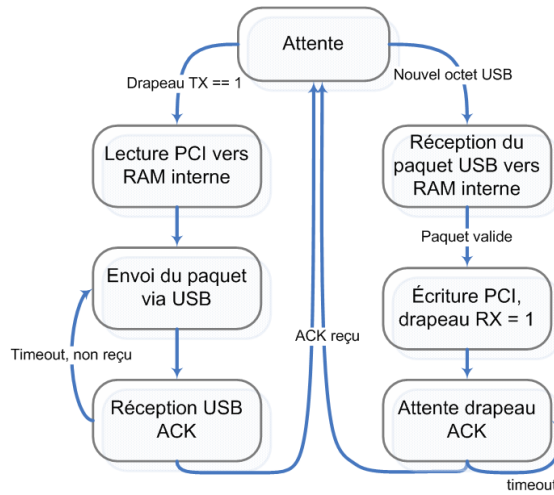 Attente
Drapeau TX == 1
Nouvel octet USB
Lecture PCI vers
RAM interne
Réception du
paquet USB vers
RAM interne
Paquet valide
Envoi du paquet
via USB
Écriture PCI,
drapeau RX = 1
Timeout, non reçu
ACK reçu
Réception USB
ACK
Attente drapeau
ACK
timeout